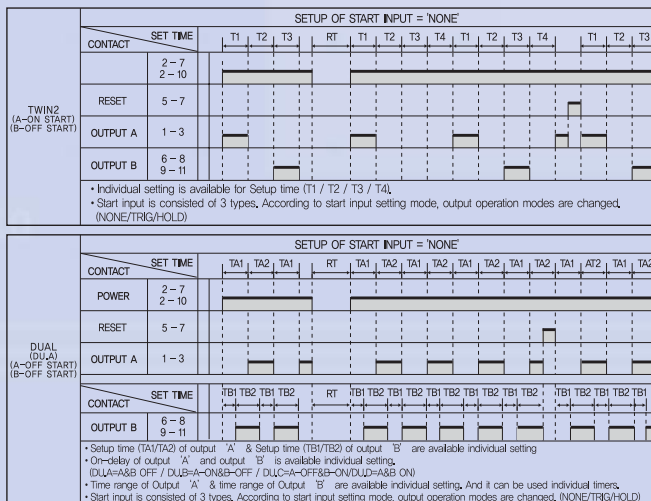 SETUP OF START INPUT = 'NONE'
CONTACT SET TIME T1 T2 T3 RT T1 T2 T3 T4 T1 T2 T3 T4 T1 T2 T3
2 - 7
2 - 10
RESET 5 - 7
TWIN2
(A-ON START)
(B-OFF START)
OUTPUT A 1 - 3
OUTPUT B 6 - 8
9 - 11
• Individual setting is available for Setup time (T1 / T2 / T3 / T4).
• Start input is consisted of 3 types. According to start input setting mode, output operation modes are changed.
(NONE/TRIG/HOLD)
SETUP OF START INPUT = 'NONE'
CONTACT SET TIME TA1 TA2 TA1 RT TA1 TA2 TA1 TA2 TA1 TA2 TA1 TA2 TA1 AT2 TA1 TA2
POWER 2 - 7
2 - 10
RESET 5 - 7
DUAL
(DU.A)
(A-OFF START)
(B-OFF START)
OUTPUT A 1 - 3
CONTACT SET TIME TB1 TB2 TB1 TB2 RT TB1 TB2 TB1 TB2 TB1 TB2 TB1 TB2 TB1 TB2 TB1 TB2 TB1 TB2 TB1
OUTPUT B 6 - 8
9 - 11
• Setup time (TA1/TA2) of output 'A' & Setup time (TB1/TB2) of output 'B' are available individual setting
• On-delay of output 'A' and output 'B' is available individual setting.
(DU.A=A&B OFF / DU.B=A-ON&B-OFF / DU.C=A-OFF&B-ON/DU.D=A&B ON)
• Time range of Output 'A' & time range of Output 'B' are available individual setting. And it can be used individual timers.
• Start input is consisted of 3 types. According to start input setting mode, output operation modes are changed. (NONE/TRIG/HOLD)